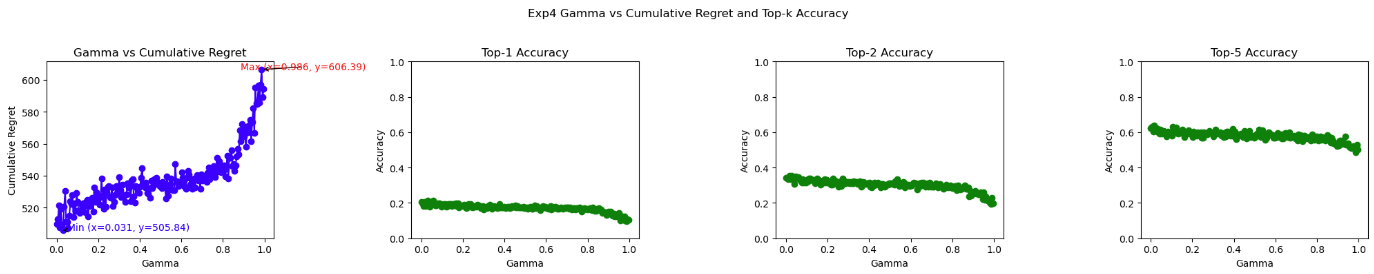 Exp4 Gamma vs Cumulative Regret and Top-k Accuracy
Gamma vs Cumulative Regret
Max (x=0.986, y=606.39)
Min (x=0.031, y=505.84)
Cumulative Regret
600
580
560
540
520
0.0 0.2 0.4 0.6 0.8 1.0
Gamma
Top-1 Accuracy
Accuracy
1.0
0.8
0.6
0.4
0.2
0.0
0.0 0.2 0.4 0.6 0.8 1.0
Gamma
Top-2 Accuracy
Accuracy
1.0
0.8
0.6
0.4
0.2
0.0
0.0 0.2 0.4 0.6 0.8 1.0
Gamma
Top-5 Accuracy
Accuracy
1.0
0.8
0.6
0.4
0.2
0.0
0.0 0.2 0.4 0.6 0.8 1.0
Gamma